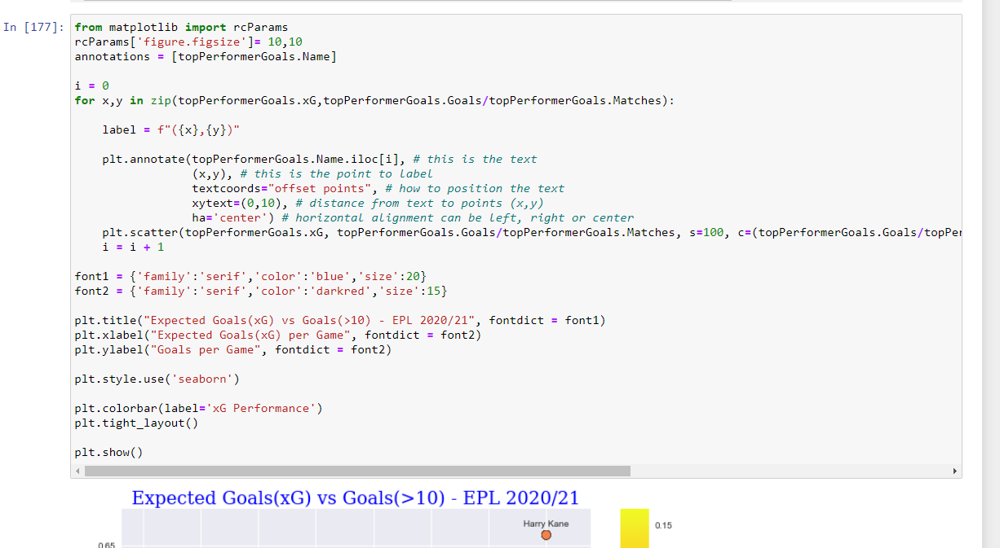 In [177]:
from matplotlib import rcParams
rcParams['figure.figsize']= 10,10
annotations = [topPerformerGoals.Name]
i = 0
for x,y in zip(topPerformerGoals.xG,topPerformerGoals.Goals/topPerformerGoals.Matches):
label = f"({x},{y})"
plt.annotate(topPerformerGoals.Name.iloc[i], # this is the text
(x,y), # this is the point to label
textcoords="offset points", # how to position the text
xytext=(0,10), # distance from text to points (x,y)
ha='center') # horizontal alignment can be left, right or center
plt.scatter(topPerformerGoals.xG, topPerformerGoals.Goals/topPerformerGoals.Matches, s=100, c=(topPerformerGoals.Goals/topPer
i = i + 1
font1 = {'family':'serif','color':'blue','size':20}
font2 = {'family':'serif','color':'darkred','size':15}
plt.title("Expected Goals(xG) vs Goals(>10) - EPL 2020/21", fontdict = font1)
plt.xlabel("Expected Goals(xG) per Game", fontdict = font2)
plt.ylabel("Goals per Game", fontdict = font2)
plt.style.use('seaborn')
plt.colorbar(label='xG Performance')
plt.tight_layout()
plt.show()
Expected Goals(xG) vs Goals(>10) - EPL 2020/21
Harry Kane
0.15
0.65